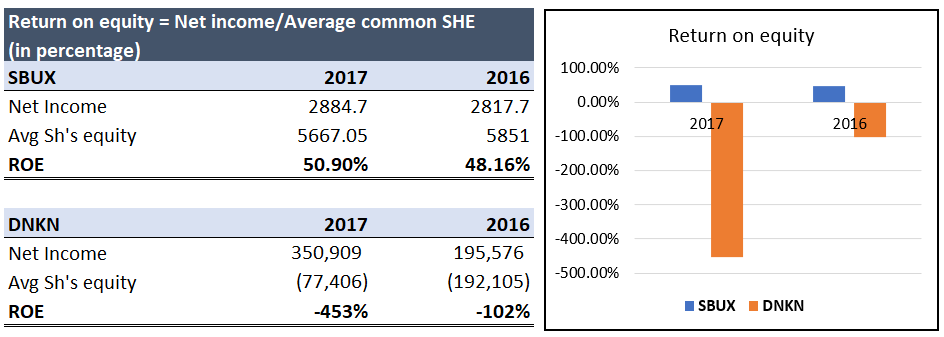 Return on equity = Net income/Average common SHE
(in percentage)
SBUX 2017 2016
Net Income 2884.7 2817.7
Avg Sh's equity 5667.05 5851
ROE 50.90% 48.16%
DNKN 2017 2016
Net Income 350,909 195,576
Avg Sh's equity (77,406) (192,105)
ROE -453% -102%
Return on equity
100.00%
0.00%
-100.00%
-200.00%
-300.00%
-400.00%
-500.00%
2017 2016
SBUX DNKN